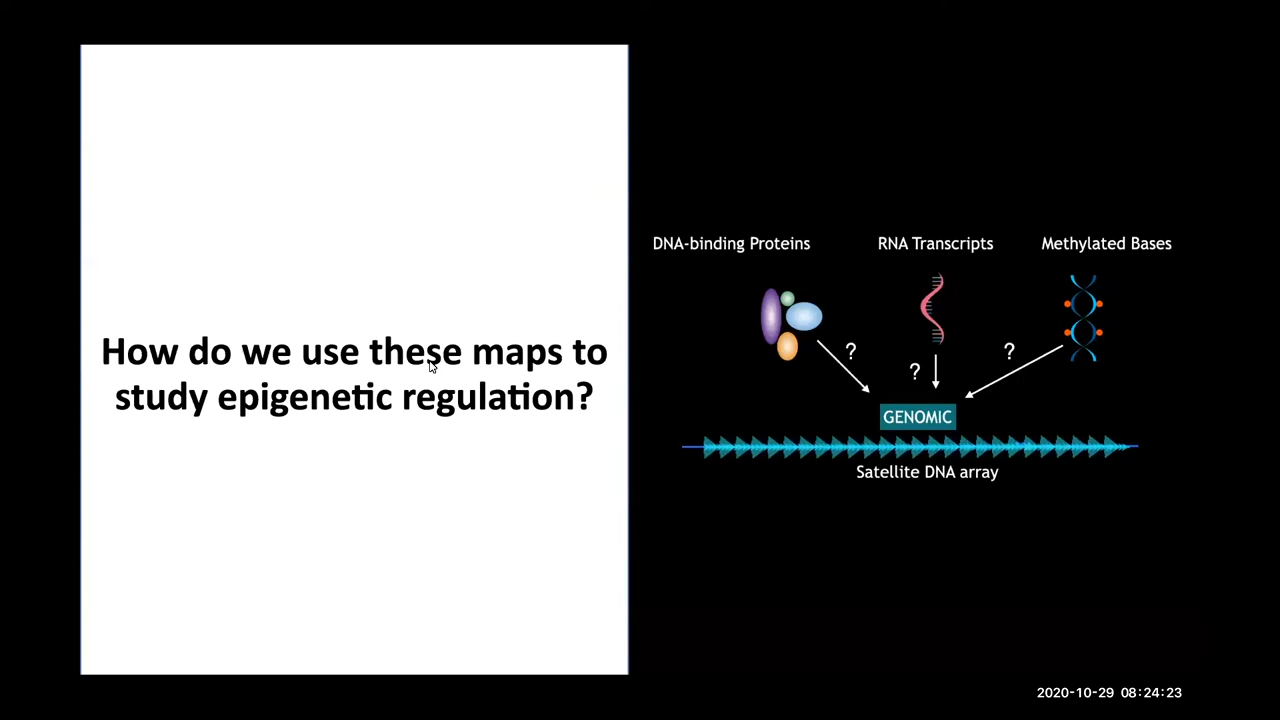 How do we use these maps to
study epigenetic regulation?
DNA-binding Proteins
RNA Transcripts
Methylated Bases
?
?
?
GENOMIC
Satellite DNA array
2020-10-29 08:24:23